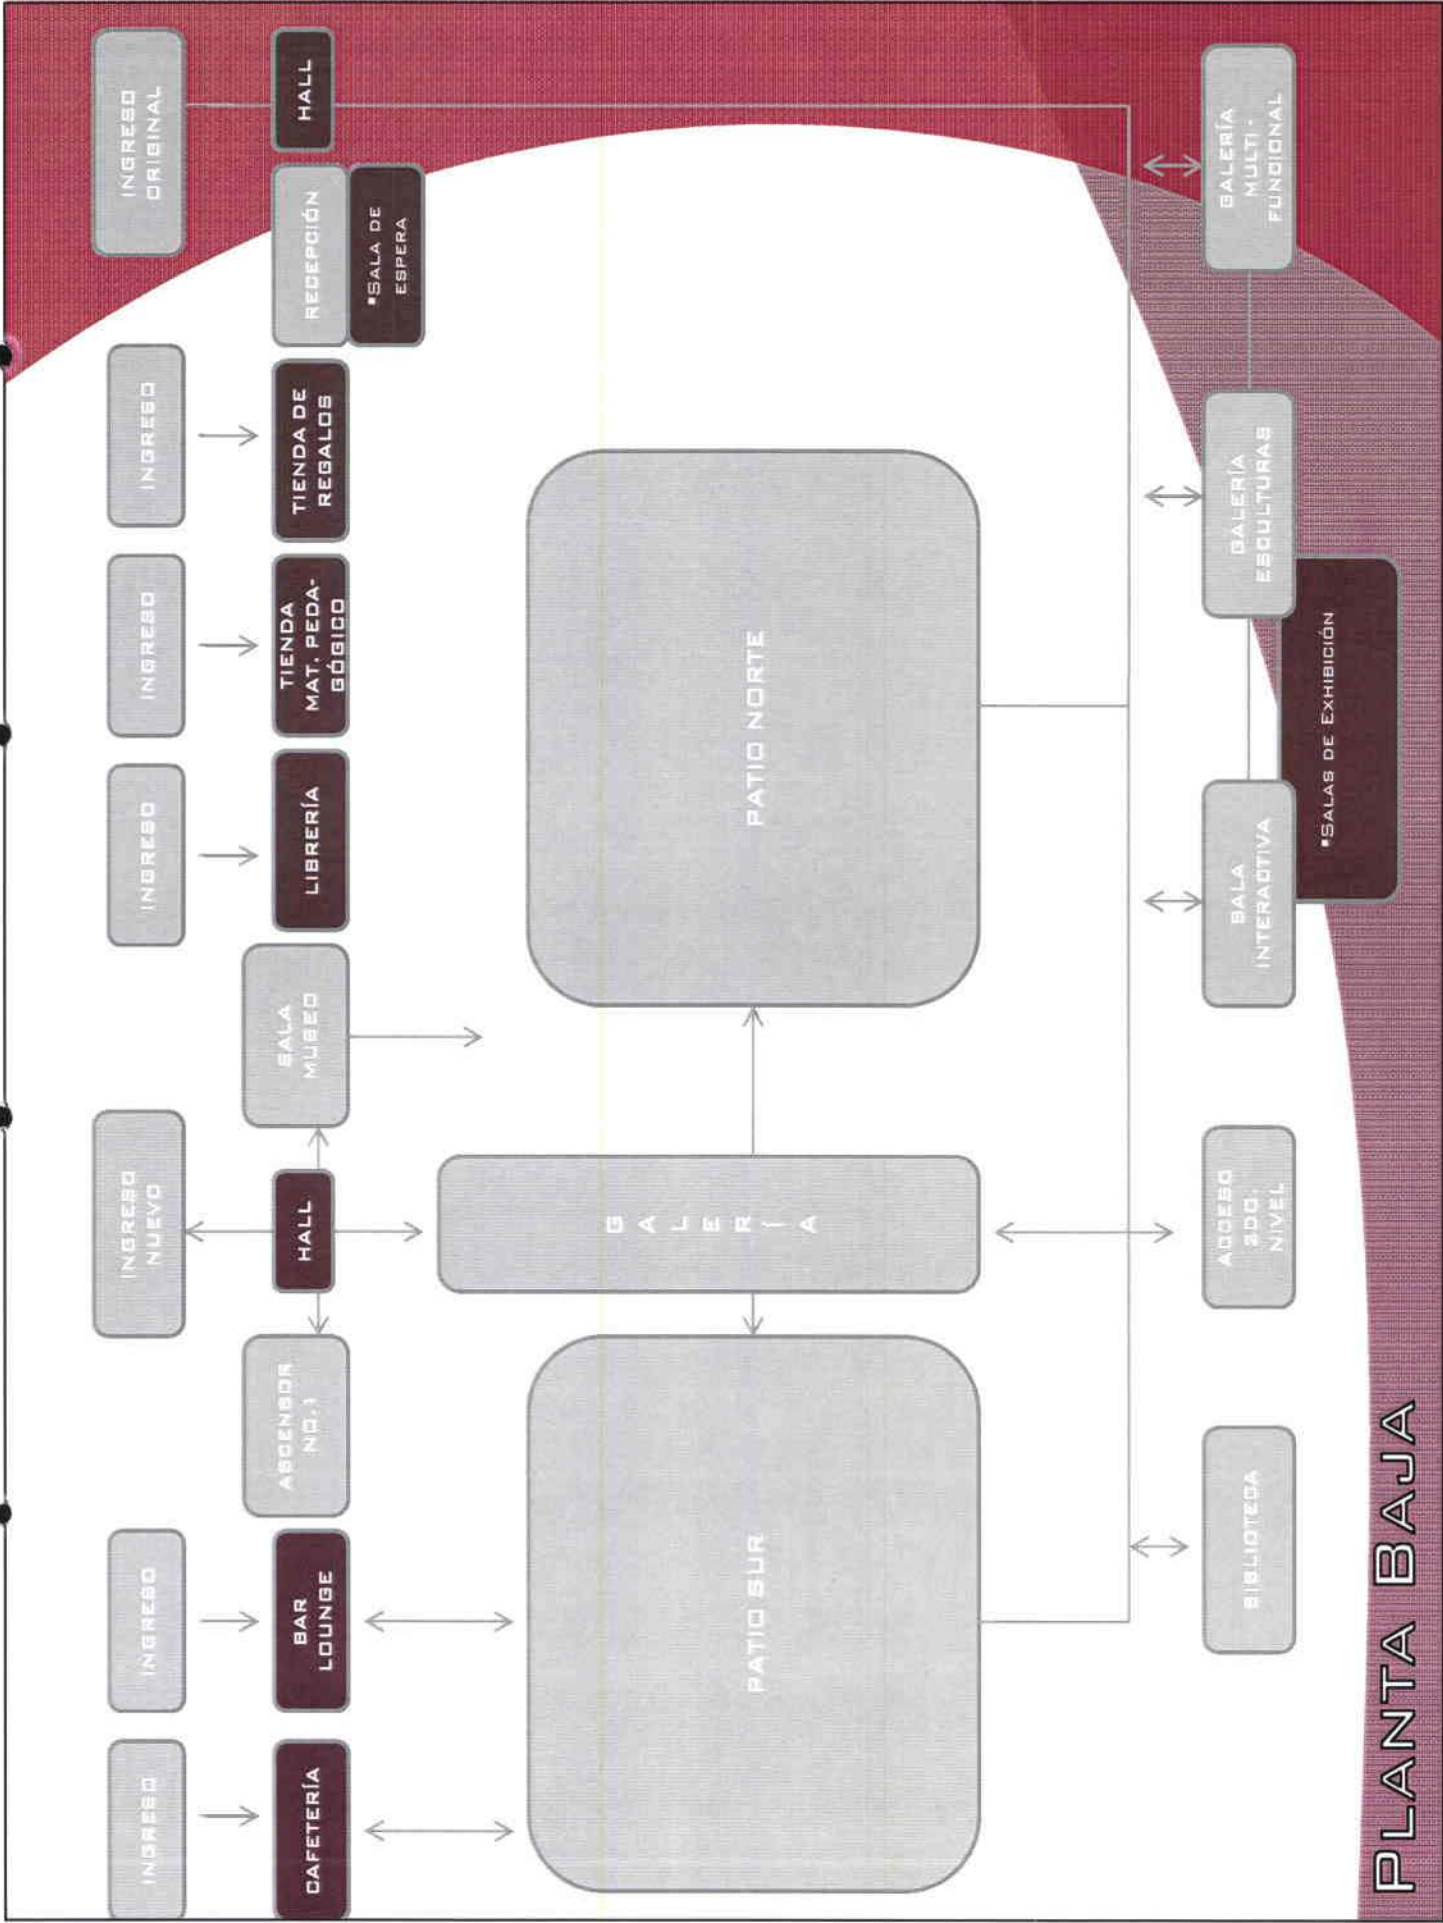 INGRESO
INGRESO
INGRESO
NUEVO
INGRESO
INGRESO
INGRESO
INGRESO
ORIGINAL
CAFETERÍA
BAR
LOUNGE
ASCENSOR
NO.1
HALL
SALA
MUSEO
LIBRERÍA
TIENDA
MAT. PEDA-
GÓGICO
TIENDA DE
REGALOS
RECEPCIÓN
*SALA DE
ESPERA
HALL
PATIO SUR
G
A
L
E
R
Í
A
PATIO NORTE
BIBLIOTECA
ACCESO
2DO.
NIVEL
SALA
INTERACTIVA
GALERÍA
ESCULTURAS
GALERÍA
MULTI-
FUNCIONAL
*SALAS DE EXHIBICIÓN
PLANTA BAJA